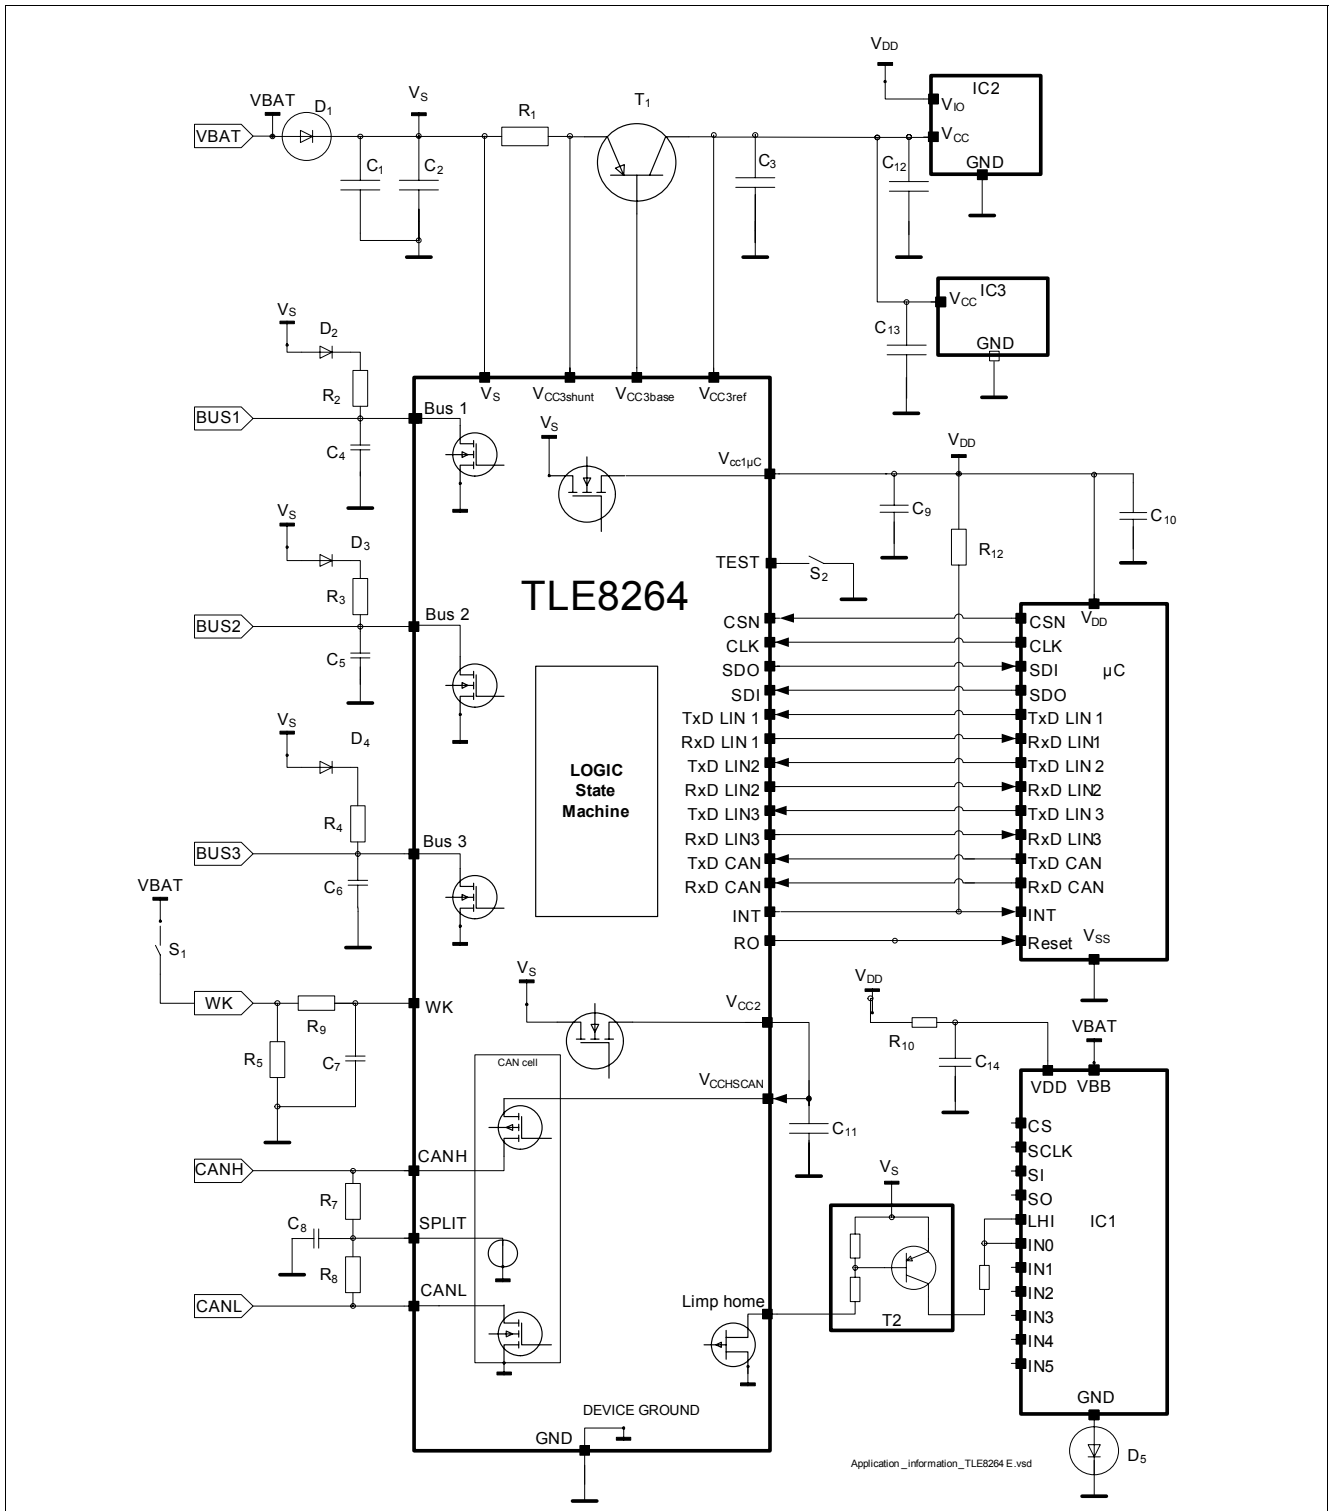 VDD
IC2
VBAT
D1
VS
R1
T1
VIO
VBAT
VCC
C1
C2
C3
C12
GND
IC3
VCC
C13
GND
VS
D2
R2
VS
VCC3shunt
VCC3base
VCC3ref
BUS1
Bus 1
VS
C4
VDD
Vcc1µC
C9
C10
VS
D3
R12
TEST
S2
R3
TLE8264
BUS2
Bus 2
CSN
CSN
VDD
CLK
CLK
C5
SDO
SDI
µC
SDI
SDO
TxD LIN 1
TxD LIN 1
VS
D4
RxD LIN 1
RxD LIN1
LOGIC
State
Machine
TxD LIN2
TxD LIN 2
RxD LIN2
RxD LIN2
TxD LIN3
TxD LIN 3
R4
RxD LIN3
RxD LIN3
BUS3
Bus 3
TxD CAN
TxD CAN
VBAT
C6
RxD CAN
RxD CAN
INT
INT
S1
RO
Reset
VSS
VS
VDD
WK
WK
VCC2
R9
VBAT
R10
R5
C7
CAN cell
C14
VCCHSCAN
VDD
VBB
C11
CS
CANH
CANH
SCLK
VS
SI
R7
SO
C8
SPLIT
LHI
IC1
IN0
R8
IN1
CANL
CANL
Limp home
IN2
T2
IN3
IN4
IN5
GND
DEVICE GROUND
GND
D5
Application_information_TLE8264 E.vsd